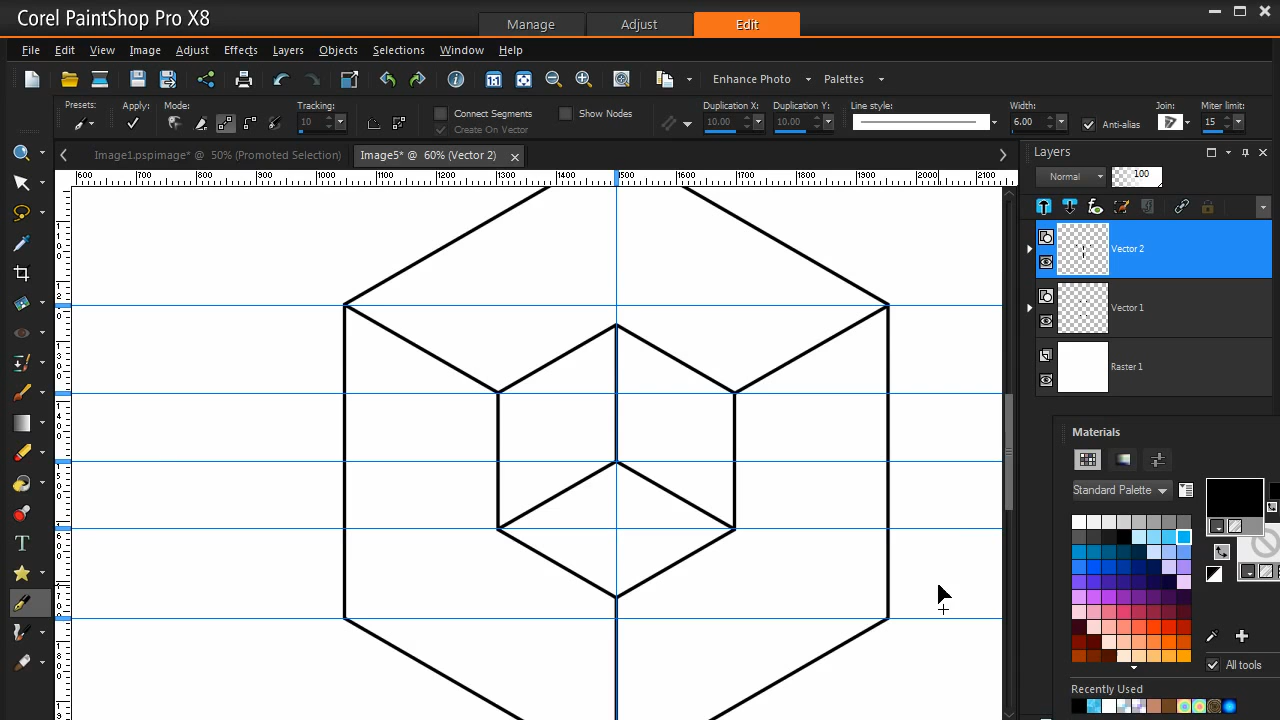 Corel PaintShop Pro X8
Manage Adjust Edit
File Edit View Image Adjust Effects Layers Objects Selections Window Help
Enhance Photo Palettes
Presets: Apply: Mode: Tracking: 10 Connect Segments Create On Vector Show Nodes Duplication X: 10.00 Duplication Y: 10.00 Line style: Width: 6.00 Anti-alias Join: Miter limit: 15
Image1.pspimage* @ 50% (Promoted Selection) Image5* @ 60% (Vector 2)
600 700 800 900 1000 1100 1200 1300 1400 1500 1600 1700 1800 1900 2000 2100
Layers
Normal 100
Vector 2
Vector 1
Raster 1
Materials
Standard Palette
All tools
Recently Used